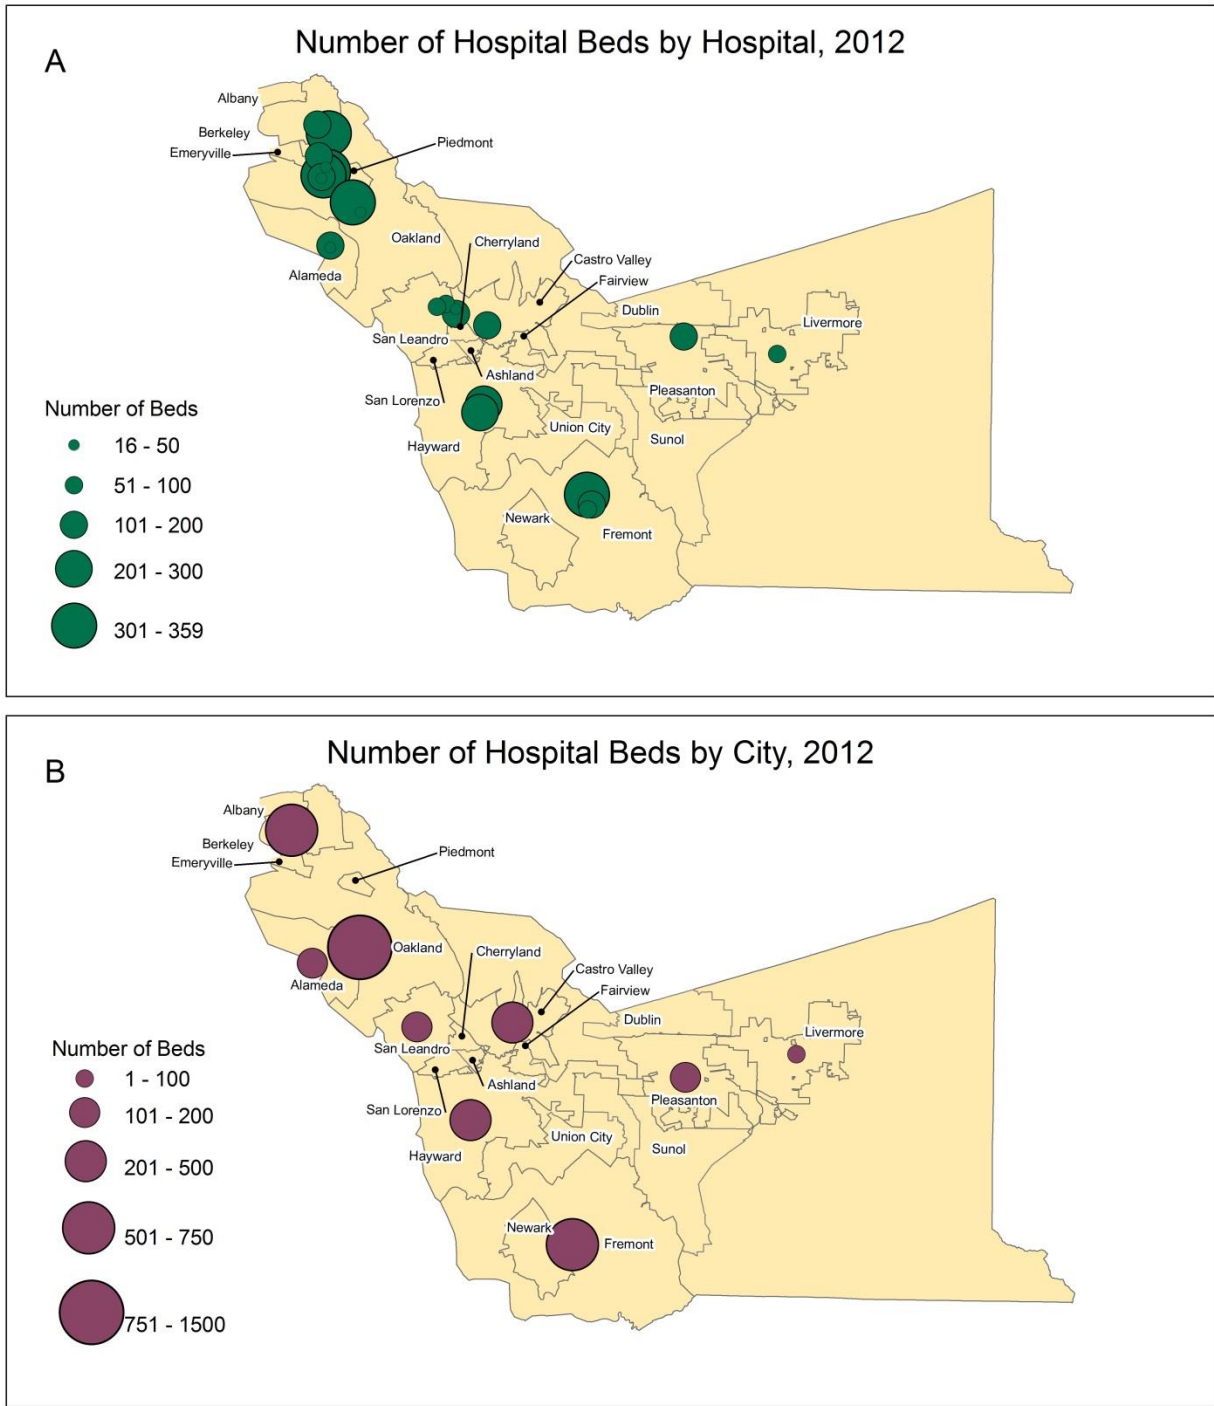 A
Number of Hospital Beds by Hospital, 2012
Albany
Berkeley
Emeryville
Piedmont
Oakland
Cherryland
Alameda
Castro Valley
Fairview
Dublin
Livermore
San Leandro
Ashland
Pleasanton
San Lorenzo
Union City
Sunol
Hayward
Newark
Fremont
Number of Beds
16 - 50
51 - 100
101 - 200
201 - 300
301 - 359
B
Number of Hospital Beds by City, 2012
Albany
Berkeley
Emeryville
Piedmont
Oakland
Cherryland
Alameda
Castro Valley
Fairview
Dublin
Livermore
San Leandro
Ashland
Pleasanton
San Lorenzo
Union City
Sunol
Hayward
Newark
Fremont
Number of Beds
1 - 100
101 - 200
201 - 500
501 - 750
751 - 1500